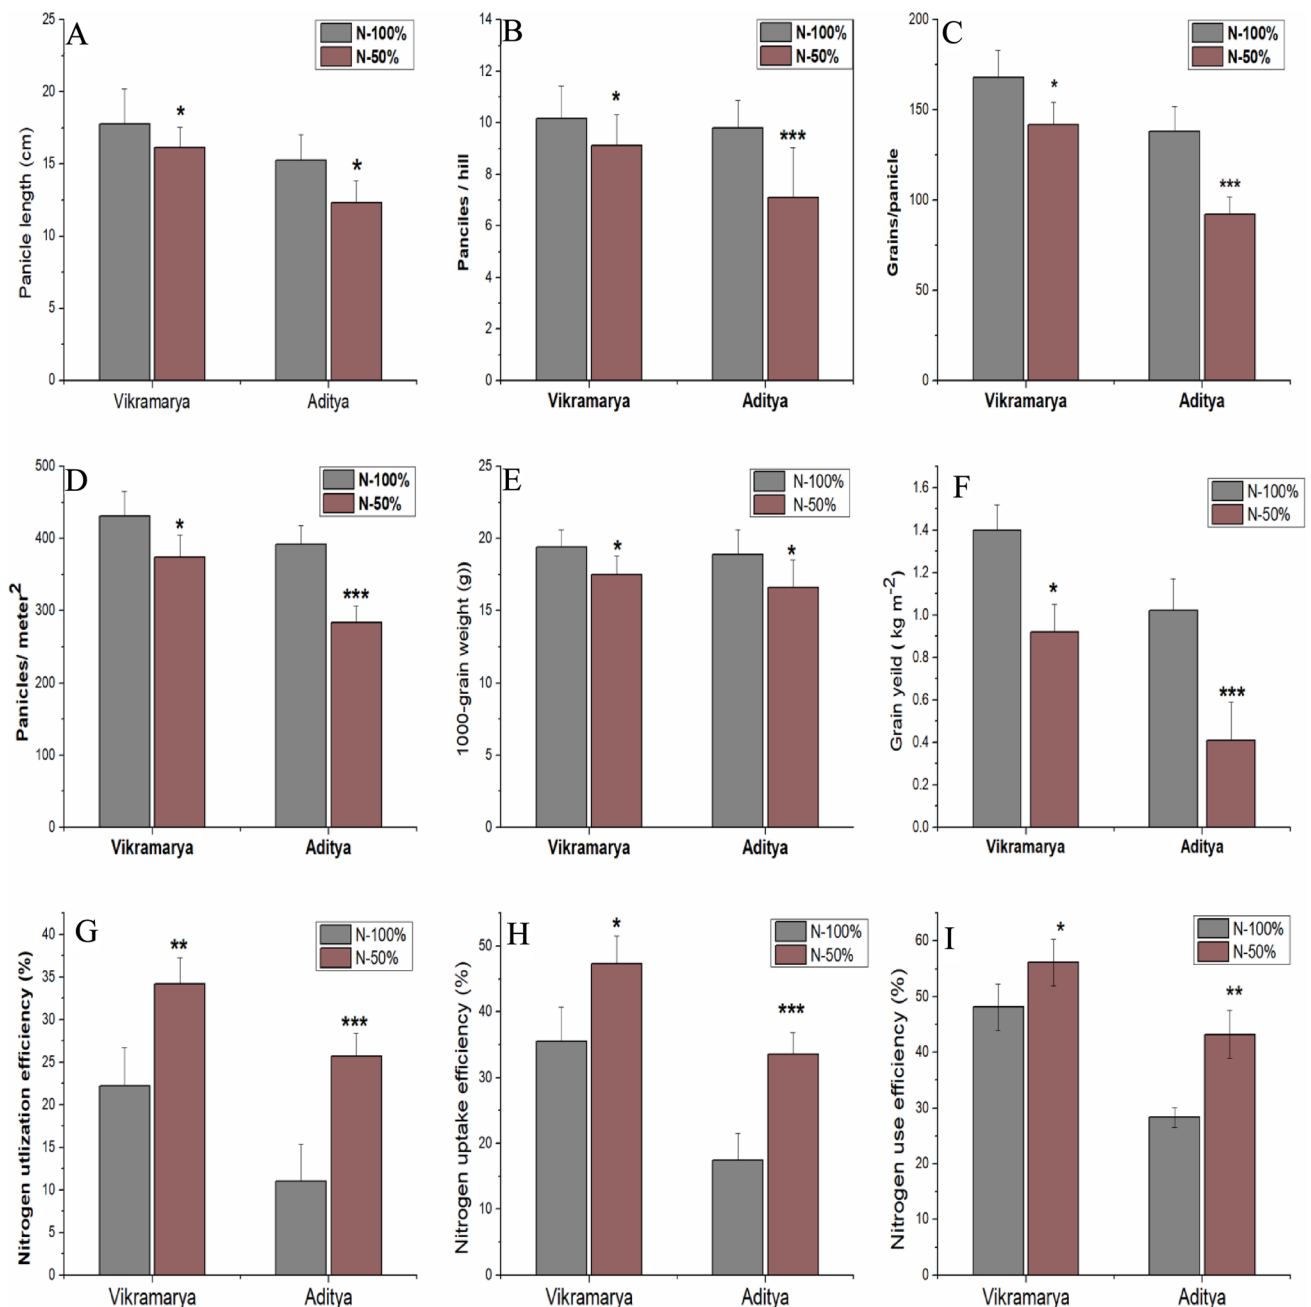 A
N-100%
N-50%
Panicle length (cm)
25
20
15
10
5
0
*
*
Vikramarya
Aditya
B
N-100%
N-50%
Panciles / hill
14
12
10
8
6
4
2
0
*
***
Vikramarya
Aditya
C
N-100%
N-50%
Grains/panicle
200
150
100
50
0
*
***
Vikramarya
Aditya
D
N-100%
N-50%
Panicles/ meter²
500
400
300
200
100
0
*
***
Vikramarya
Aditya
E
N-100%
N-50%
1000-grain weight (g))
25
20
15
10
5
0
*
*
Vikramarya
Aditya
F
N-100%
N-50%
Grain yeild ( kg m⁻²)
1.6
1.4
1.2
1.0
0.8
0.6
0.4
0.2
0.0
*
***
Vikramarya
Aditya
G
N-100%
N-50%
Nitrogen utlization efficiency (%)
40
35
30
25
20
15
10
5
0
**
***
Vikramarya
Aditya
H
N-100%
N-50%
Nitrogen uptake efficiency (%)
50
40
30
20
10
0
*
***
Vikramarya
Aditya
I
N-100%
N-50%
Nitrogen use efficiency (%)
60
50
40
30
20
10
0
*
**
Vikramarya
Aditya